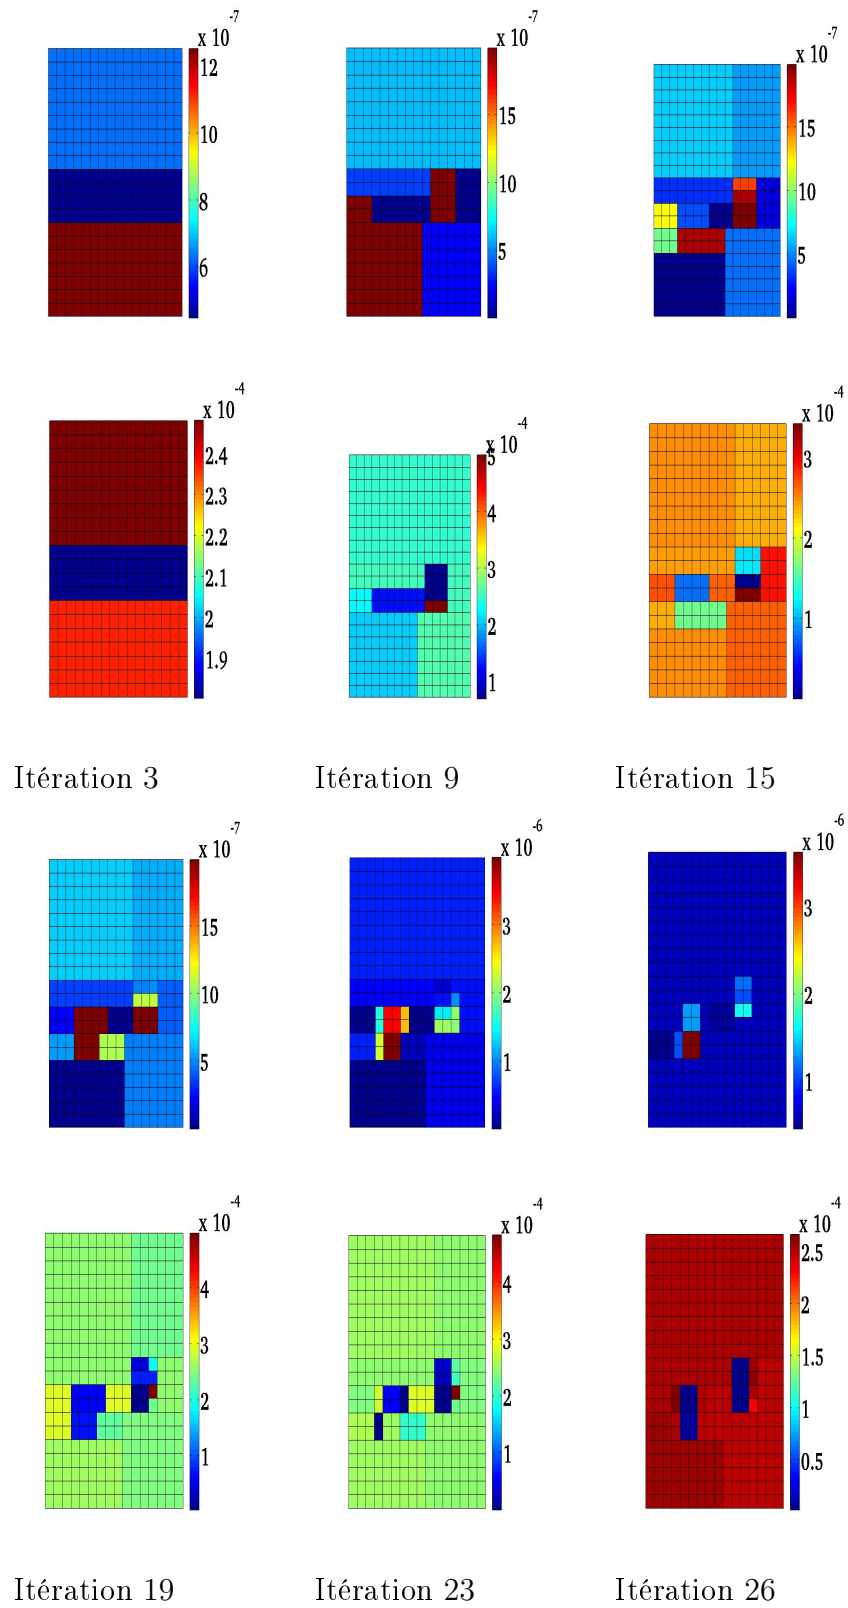 x 10 -7
12
10
8
6
x 10 -7
15
10
5
x 10 -7
15
10
5
x 10 -4
2.4
2.3
2.2
2.1
2
1.9
x 10 -4
5
4
3
2
1
x 10 -4
3
2
1
Itération 3
Itération 9
Itération 15
x 10 -7
15
10
5
x 10 -6
3
2
1
x 10 -6
3
2
1
x 10 -4
4
3
2
1
x 10 -4
4
3
2
1
x 10 -4
2.5
2
1.5
1
0.5
Itération 19
Itération 23
Itération 26